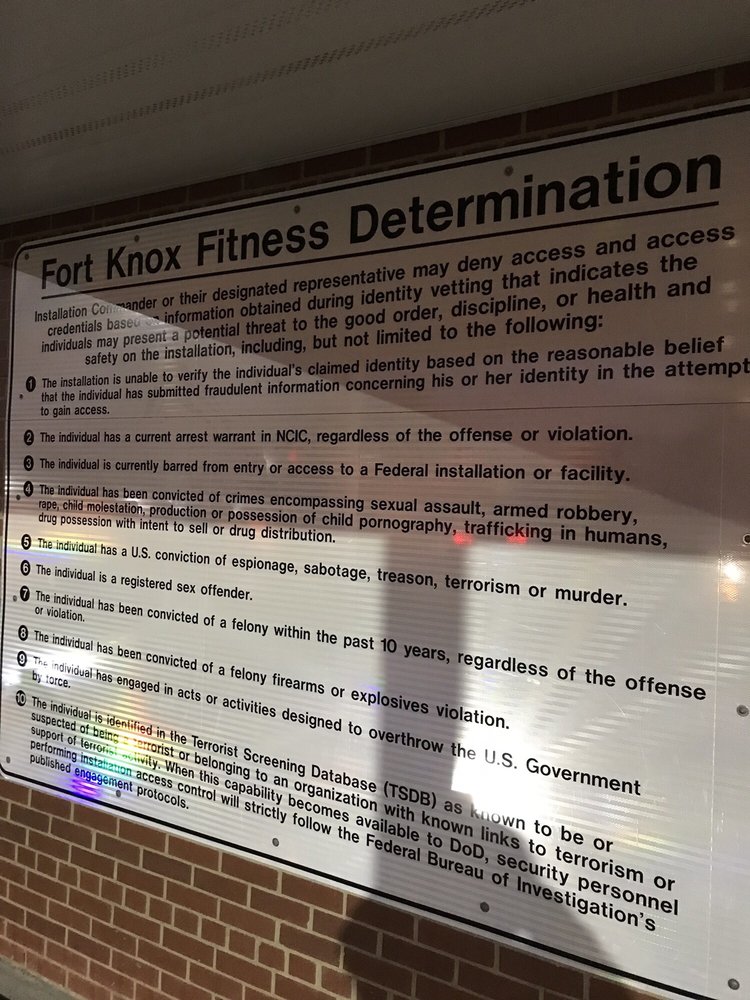 Fort Knox Fitness Determination
Installation Commander or their designated representative may deny access and access
credentials based on information obtained during identity vetting that indicates the
individuals may present a potential threat to the good order, discipline, or health and
safety on the installation, including, but not limited to the following:
1 The installation is unable to verify the individual's claimed identity based on the reasonable belief
that the individual has submitted fraudulent information concerning his or her identity in the attempt
to gain access.
2 The individual has a current arrest warrant in NCIC, regardless of the offense or violation.
3 The individual is currently barred from entry or access to a Federal installation or facility.
4 The individual has been convicted of crimes encompassing sexual assault, armed robbery,
rape, child molestation, production or possession of child pornography, trafficking in humans,
drug possession with intent to sell or drug distribution.
5 The individual has a U.S. conviction of espionage, sabotage, treason, terrorism or murder.
6 The individual is a registered sex offender.
7 The individual has been convicted of a felony within the past 10 years, regardless of the offense
or violation.
8 The individual has been convicted of a felony firearms or explosives violation.
9 The individual has engaged in acts or activities designed to overthrow the U.S. Government
by force.
10 The individual is identified in the Terrorist Screening Database (TSDB) as known to be or
suspected of being a terrorist or belonging to an organization with known links to terrorism or
support of terrorist activity. When this capability becomes available to DoD, security personnel
performing installation access control will strictly follow the Federal Bureau of Investigation's
published engagement protocols.